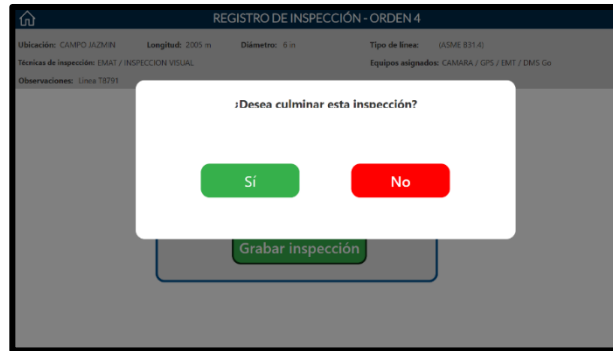 REGISTRO DE INSPECCIÓN - ORDEN 4
Ubicación: CAMPO JAZMIN Longitud: 2005 m Diámetro: 6 in Tipo de línea: (ASME B31.4)
Técnicas de inspección: EMAT / INSPECCION VISUAL Equipos asignados: CAMARA / GPS / EMT / DMS Go
Observaciones: Linea T8791
¿Desea culminar esta inspección?
Sí No
Grabar inspección